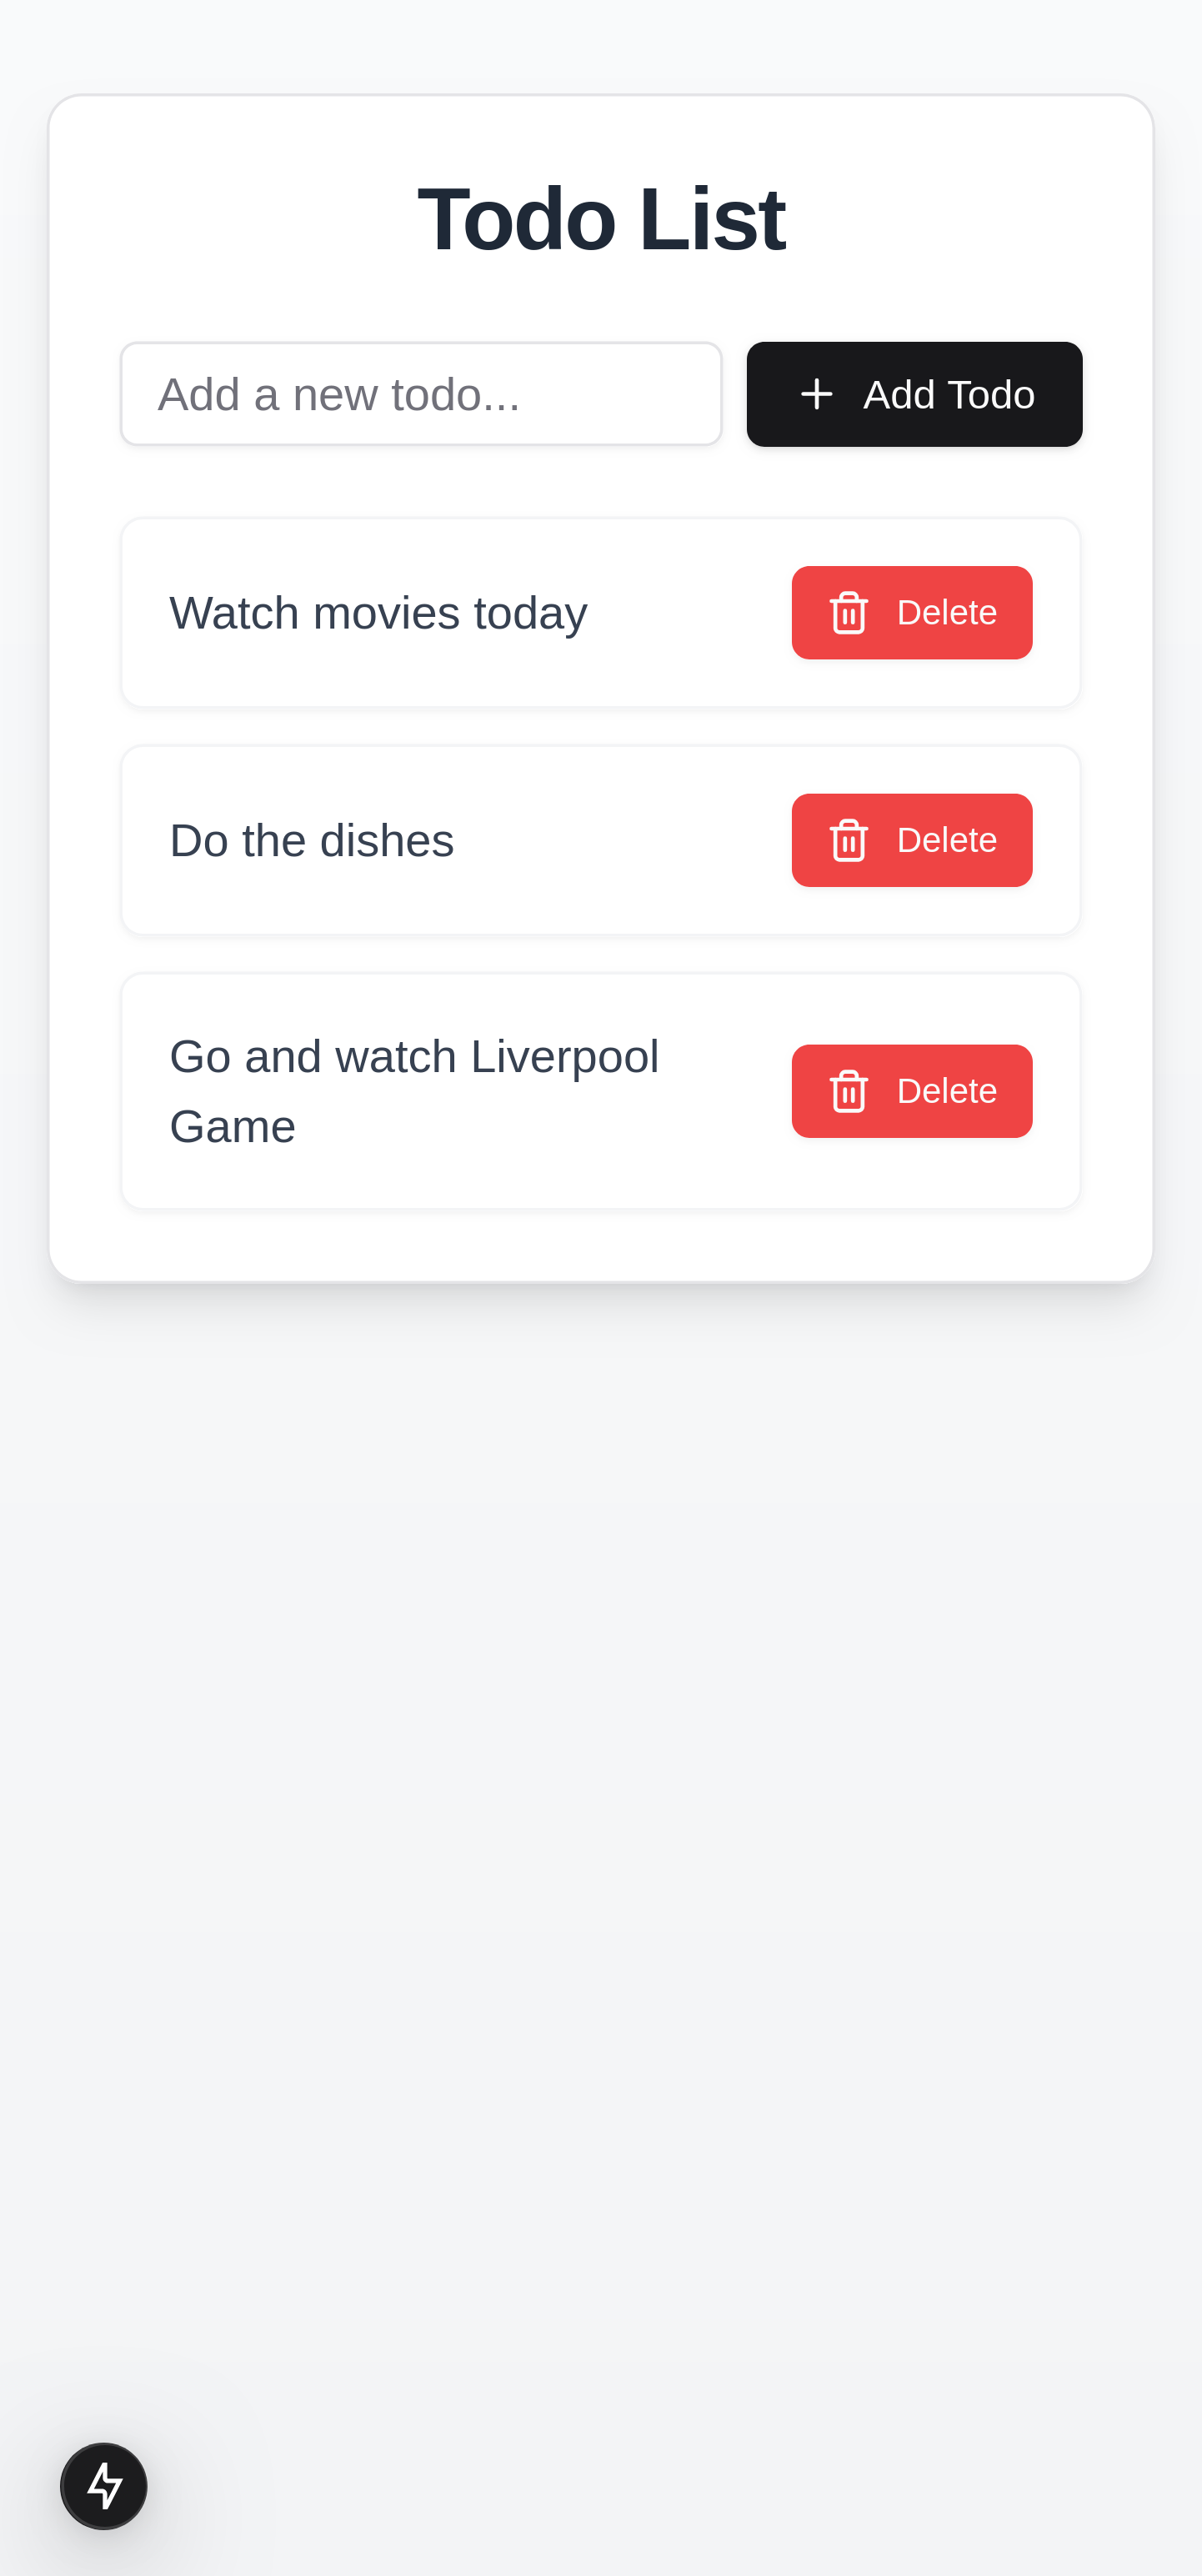 Todo List
Add a new todo...
Add Todo
Watch movies today
Delete
Do the dishes
Delete
Go and watch Liverpool
Game
Delete